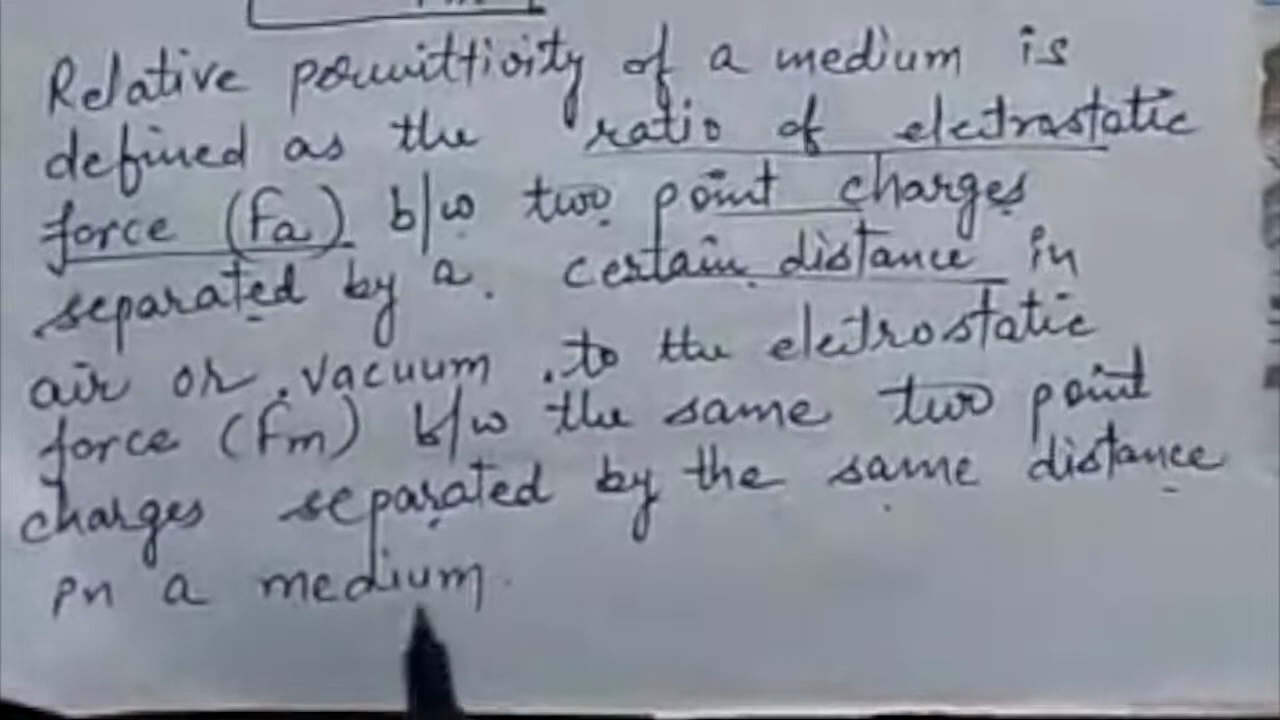 Relative permittivity of a medium is
defined as the ratio of electrostatic
force (Fa) b/w two point charges
separated by a certain distance in
air or vacuum to the electrostatic
force (Fm) b/w the same two point
charges separated by the same distance
in a medium.